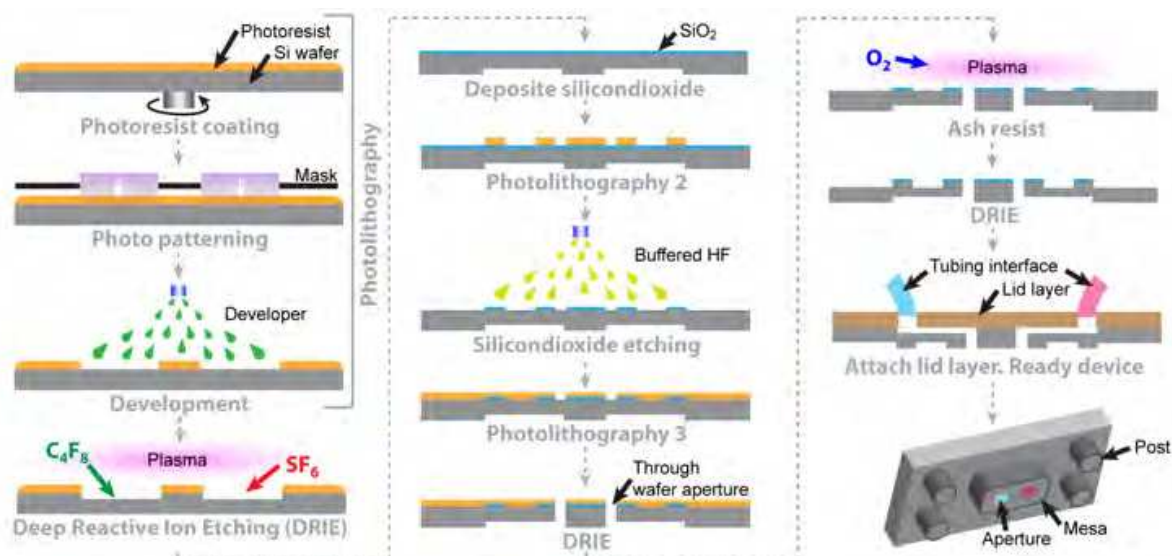 Photoresist
Si wafer
Photoresist coating
Mask
Photo patterning
Developer
Development
Photolithography
C4F8
Plasma
SF6
Deep Reactive Ion Etching (DRIE)
SiO2
Deposite silicondioxide
Photolithography 2
Buffered HF
Silicondioxide etching
Photolithography 3
Through
wafer aperture
DRIE
O2
Plasma
Ash resist
DRIE
Tubing interface
Lid layer
Attach lid layer. Ready device
Post
Aperture
Mesa